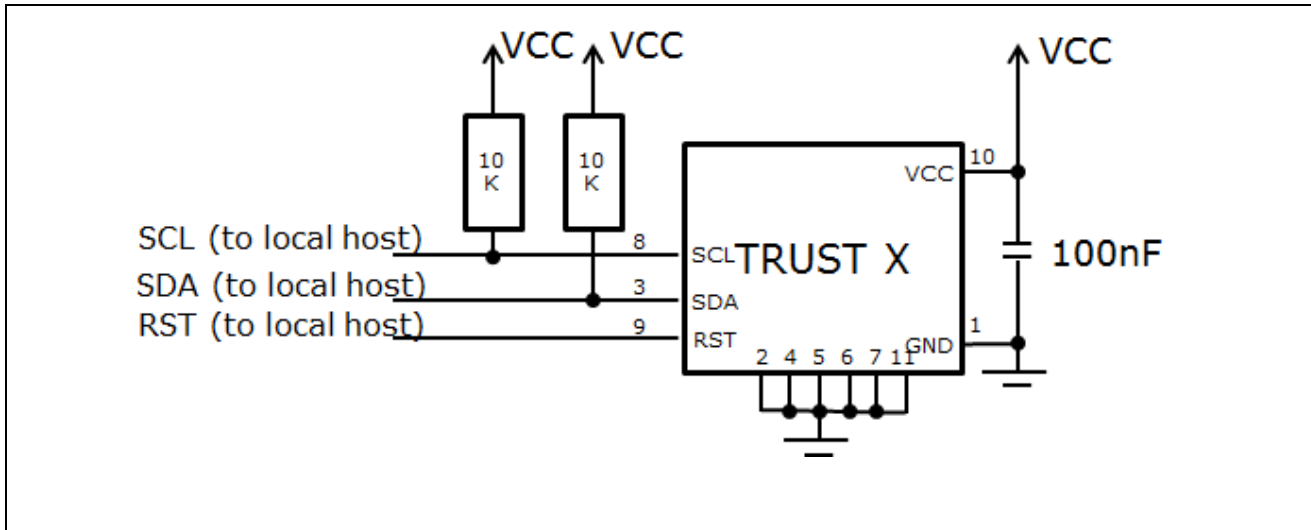 VCC VCC VCC
10
K
10
K
10
VCC
SCL (to local host) 8 SCL TRUST X 100nF
SDA (to local host) 3 SDA
RST (to local host) 9 RST
1
GND
2 4 5 6 7 11